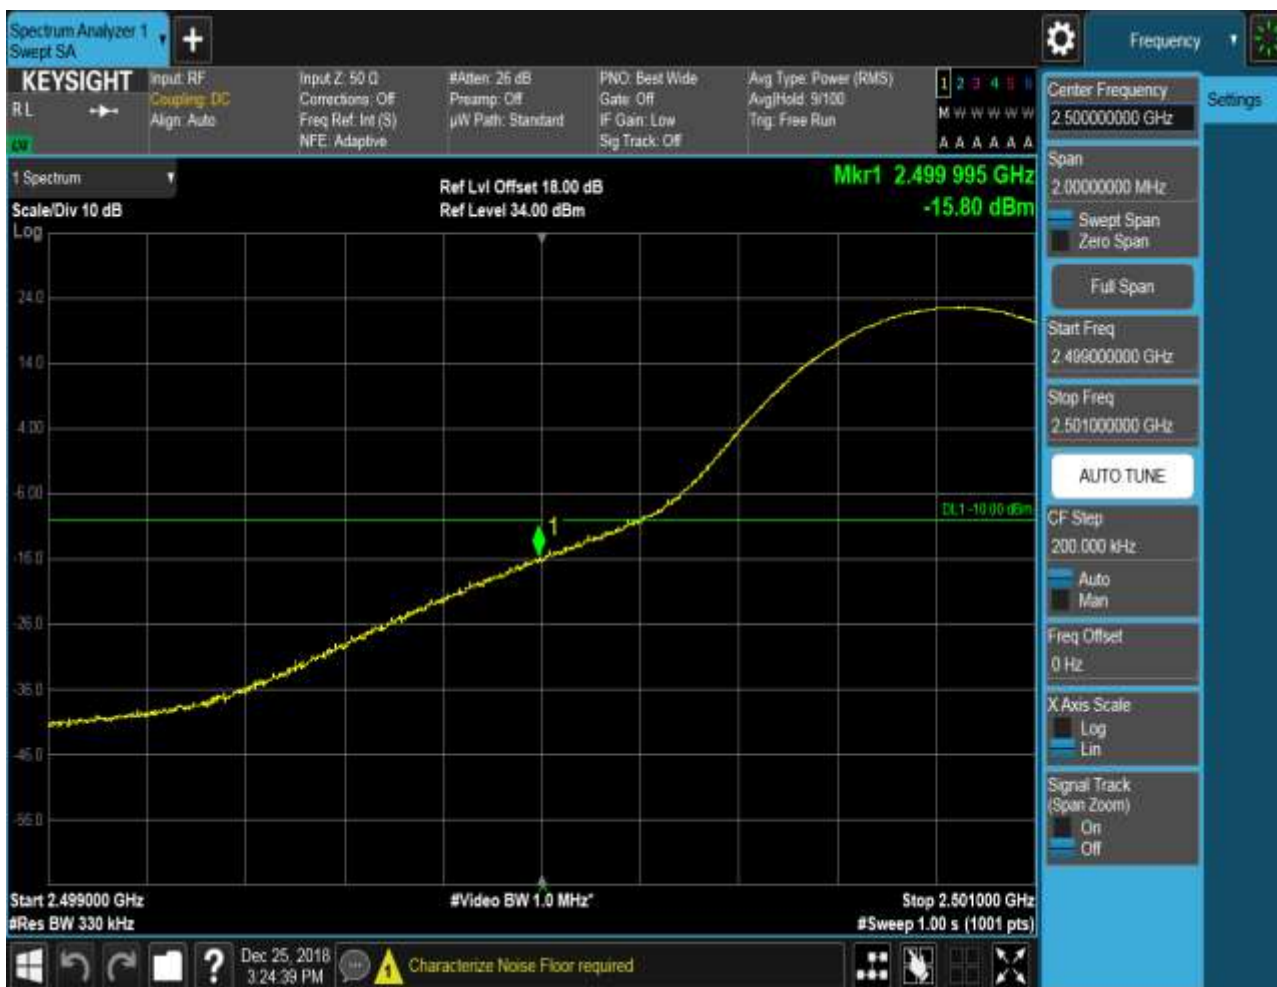 Spectrum Analyzer 1
Swept SA
+
Frequency
KEYSIGHT
R L
Input: RF
Coupling: DC
Align: Auto
Input Z: 50 Ω
Corrections: Off
Freq Ref: Int (S)
NFE: Adaptive
#Atten: 26 dB
Preamp: Off
µW Path: Standard
PNO: Best Wide
Gate: Off
IF Gain: Low
Sig Track: Off
Avg Type: Power (RMS)
Avg|Hold: 9/100
Trig: Free Run
1 2 3 4 5 6
M W W W W W
A A A A A A
Center Frequency
2.500000000 GHz
Settings
Span
2.00000000 MHz
Swept Span
Zero Span
Full Span
Start Freq
2.499000000 GHz
Stop Freq
2.501000000 GHz
AUTO TUNE
CF Step
200.000 kHz
Auto
Man
Freq Offset
0 Hz
X Axis Scale
Log
Lin
Signal Track
(Span Zoom)
On
Off
1 Spectrum
Scale/Div 10 dB
Log
Ref Lvl Offset 18.00 dB
Ref Level 34.00 dBm
Mkr1 2.499 995 GHz
-15.80 dBm
24.0
14.0
4.00
-6.00
DL1 -10.00 dBm
1
-16.0
-26.0
-36.0
-46.0
-56.0
Start 2.499000 GHz
#Res BW 330 kHz
#Video BW 1.0 MHz*
Stop 2.501000 GHz
#Sweep 1.00 s (1001 pts)
?
Dec 25, 2018
3:24:39 PM
1
Characterize Noise Floor required